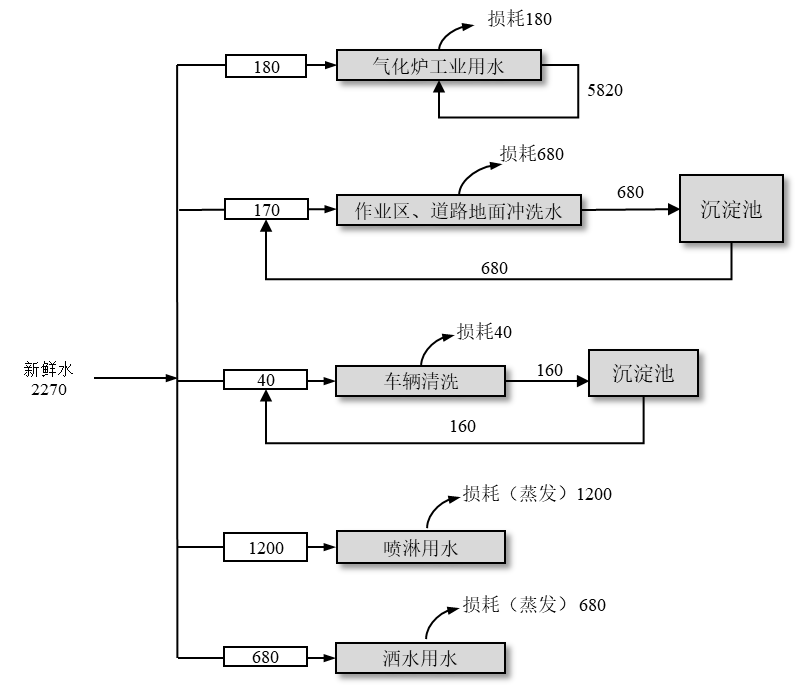 损耗180
180
气化炉工业用水
5820
损耗680
170
作业区、道路地面冲洗水
680
沉淀池
680
新鲜水
2270
损耗40
40
车辆清洗
160
沉淀池
160
损耗（蒸发）1200
1200
喷淋用水
损耗（蒸发）680
680
洒水用水